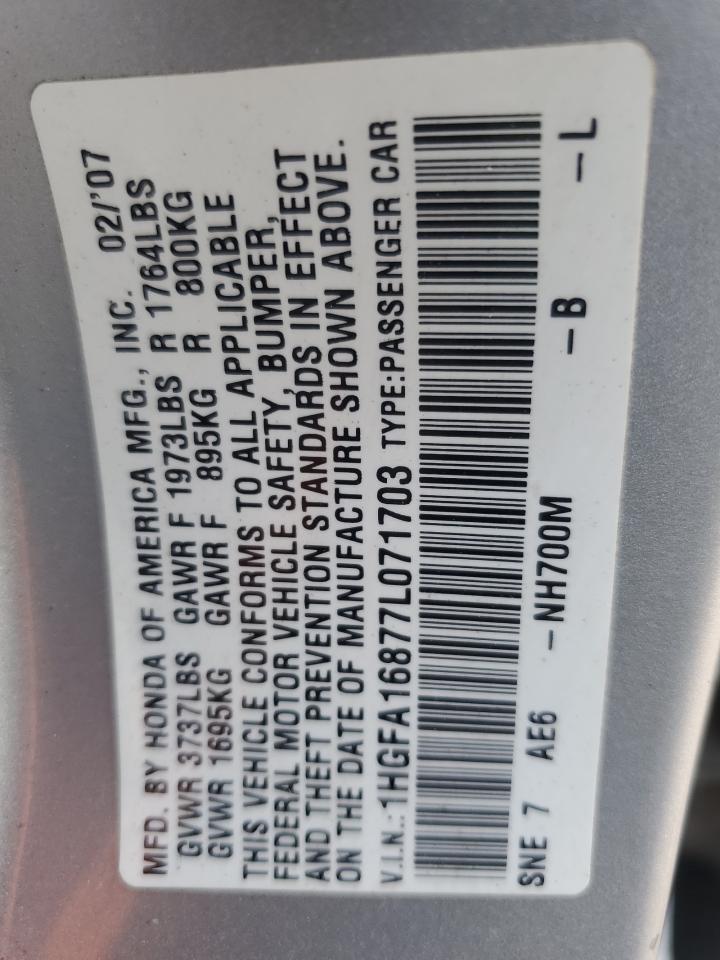 MFD. BY HONDA OF AMERICA MFG., INC. 02/'07
GVWR 3737LBS GAWR F 1973LBS R 1764LBS
GVWR 1695KG GAWR F 895KG R 800KG
THIS VEHICLE CONFORMS TO ALL APPLICABLE
FEDERAL MOTOR VEHICLE SAFETY, BUMPER,
AND THEFT PREVENTION STANDARDS IN EFFECT
ON THE DATE OF MANUFACTURE SHOWN ABOVE.
V.I.N.:1HGFA16877L071703 TYPE:PASSENGER CAR
SNE 7 AE6 -NH700M -B -L